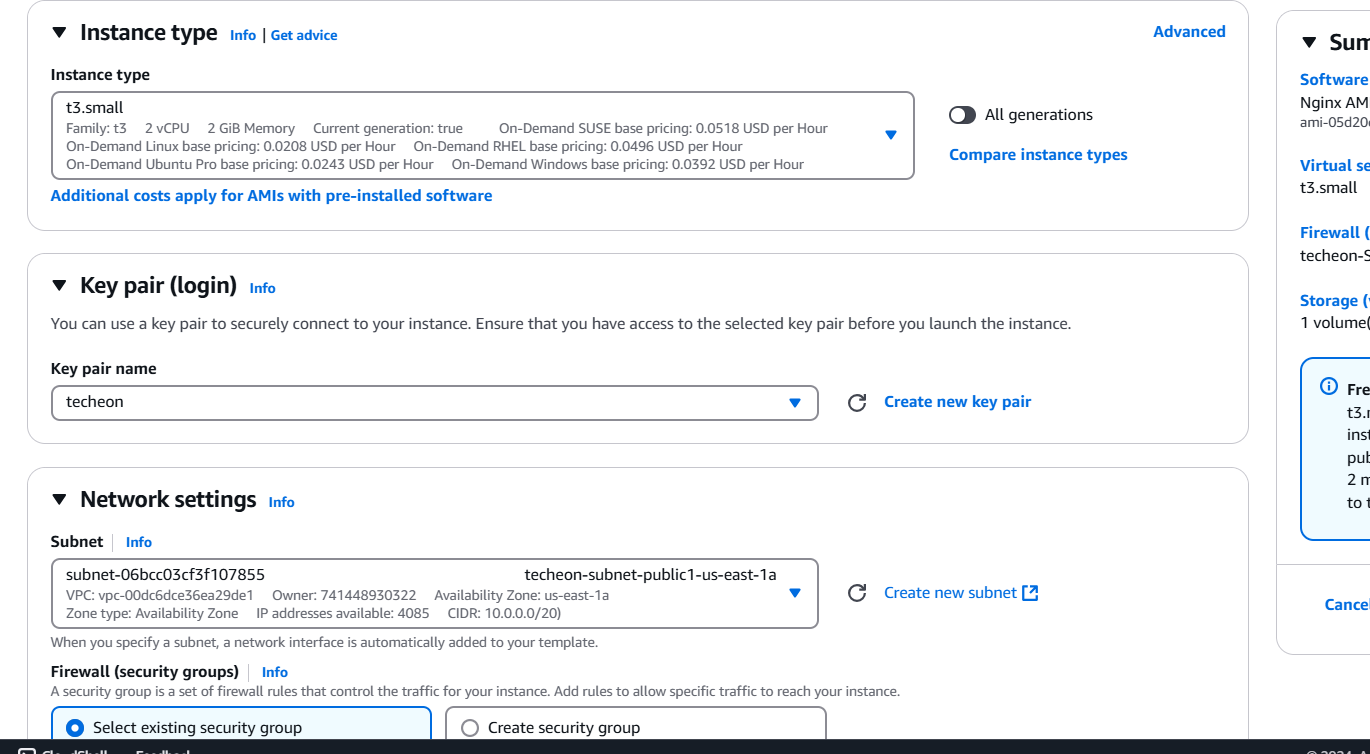 Instance type Info | Get advice
Advanced
Instance type
t3.small
Family: t3 2 vCPU 2 GiB Memory Current generation: true On-Demand SUSE base pricing: 0.0518 USD per Hour
On-Demand Linux base pricing: 0.0208 USD per Hour On-Demand RHEL base pricing: 0.0496 USD per Hour
On-Demand Ubuntu Pro base pricing: 0.0243 USD per Hour On-Demand Windows base pricing: 0.0392 USD per Hour
All generations
Compare instance types
Additional costs apply for AMIs with pre-installed software
Key pair (login) Info
You can use a key pair to securely connect to your instance. Ensure that you have access to the selected key pair before you launch the instance.
Key pair name
techeon
Create new key pair
Network settings Info
Subnet Info
subnet-06bcc03cf3f107855 techeon-subnet-public1-us-east-1a
VPC: vpc-00dc6dce36ea29de1 Owner: 741448930322 Availability Zone: us-east-1a
Zone type: Availability Zone IP addresses available: 4085 CIDR: 10.0.0.0/20)
Create new subnet
When you specify a subnet, a network interface is automatically added to your template.
Firewall (security groups) Info
A security group is a set of firewall rules that control the traffic for your instance. Add rules to allow specific traffic to reach your instance.
Select existing security group
Create security group
Sum
Software
Nginx AM
ami-05d20
Virtual se
t3.small
Firewall (
techeon-S
Storage (
1 volume(
Fre
t3.
inst
pub
2 m
to t
Cancel
CloudShell Feedback